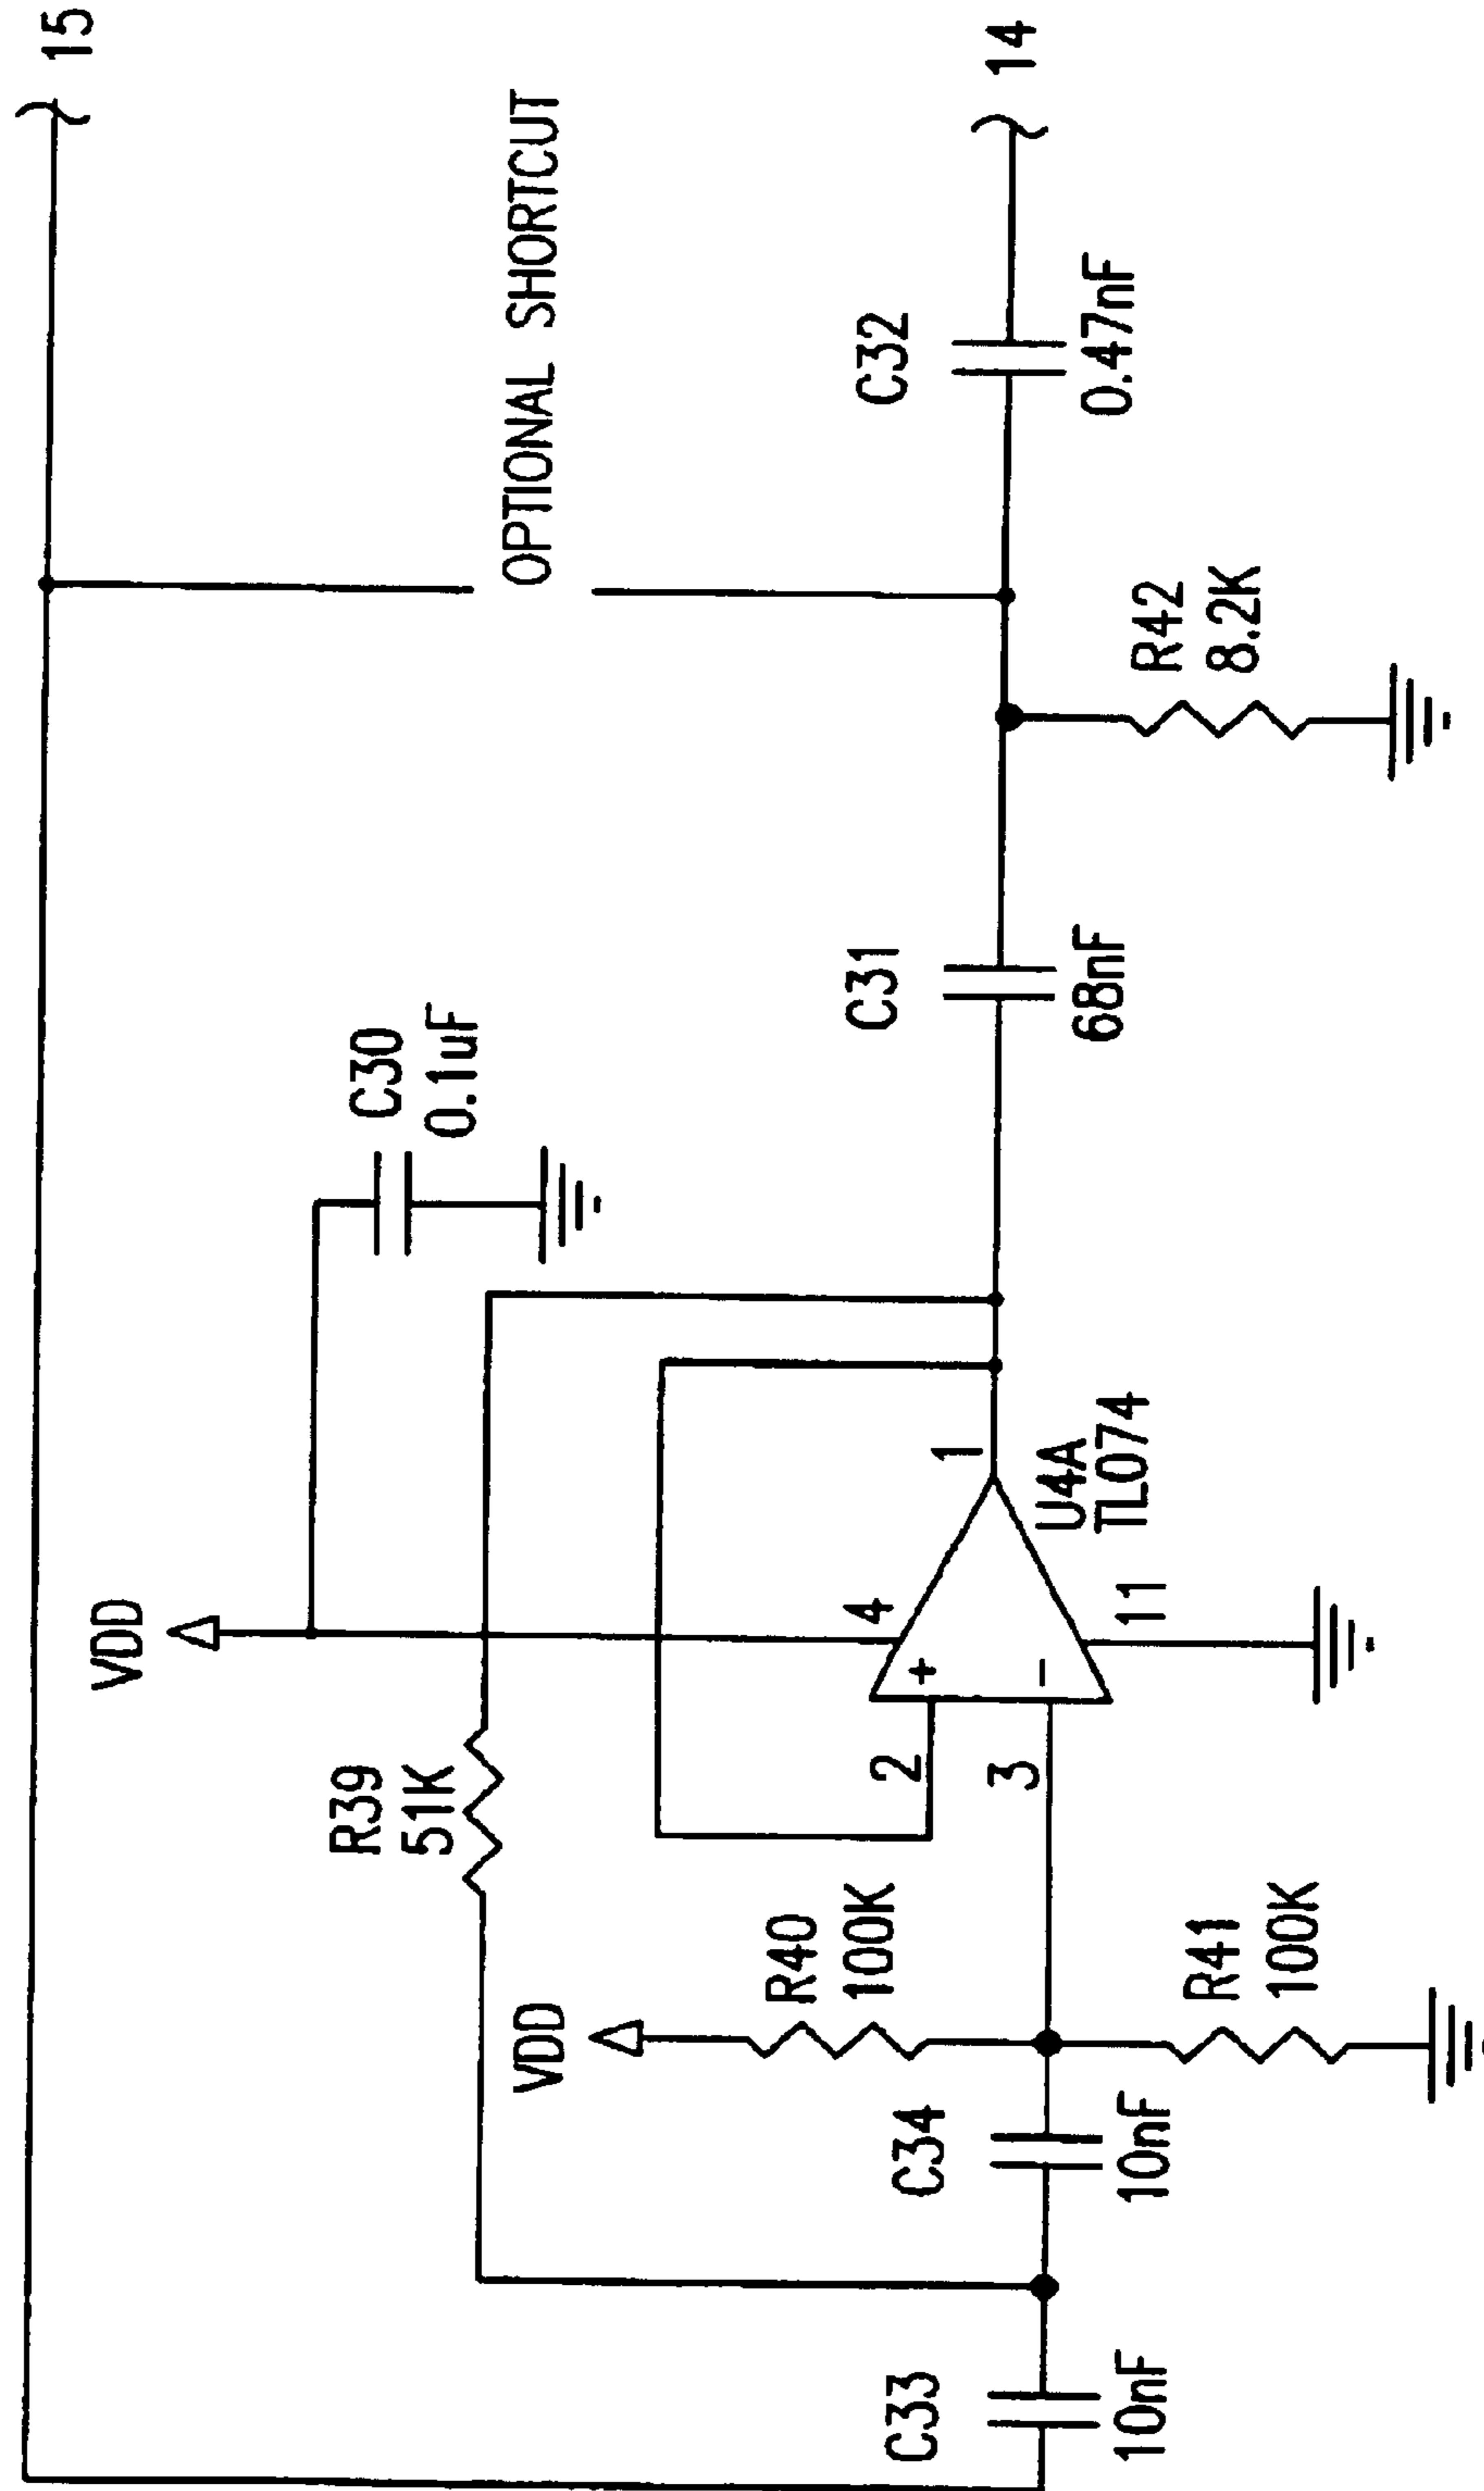 15
OPTIONAL SHORTCUT
14
C32
0.47nF
R42
8.2K
C31
68nF
C30
0.1uF
VDD
R39
51K
4
1
U4A
TL074
11
+
-
2
3
VDD
R40
100K
R41
100K
C34
10nF
C33
10nF